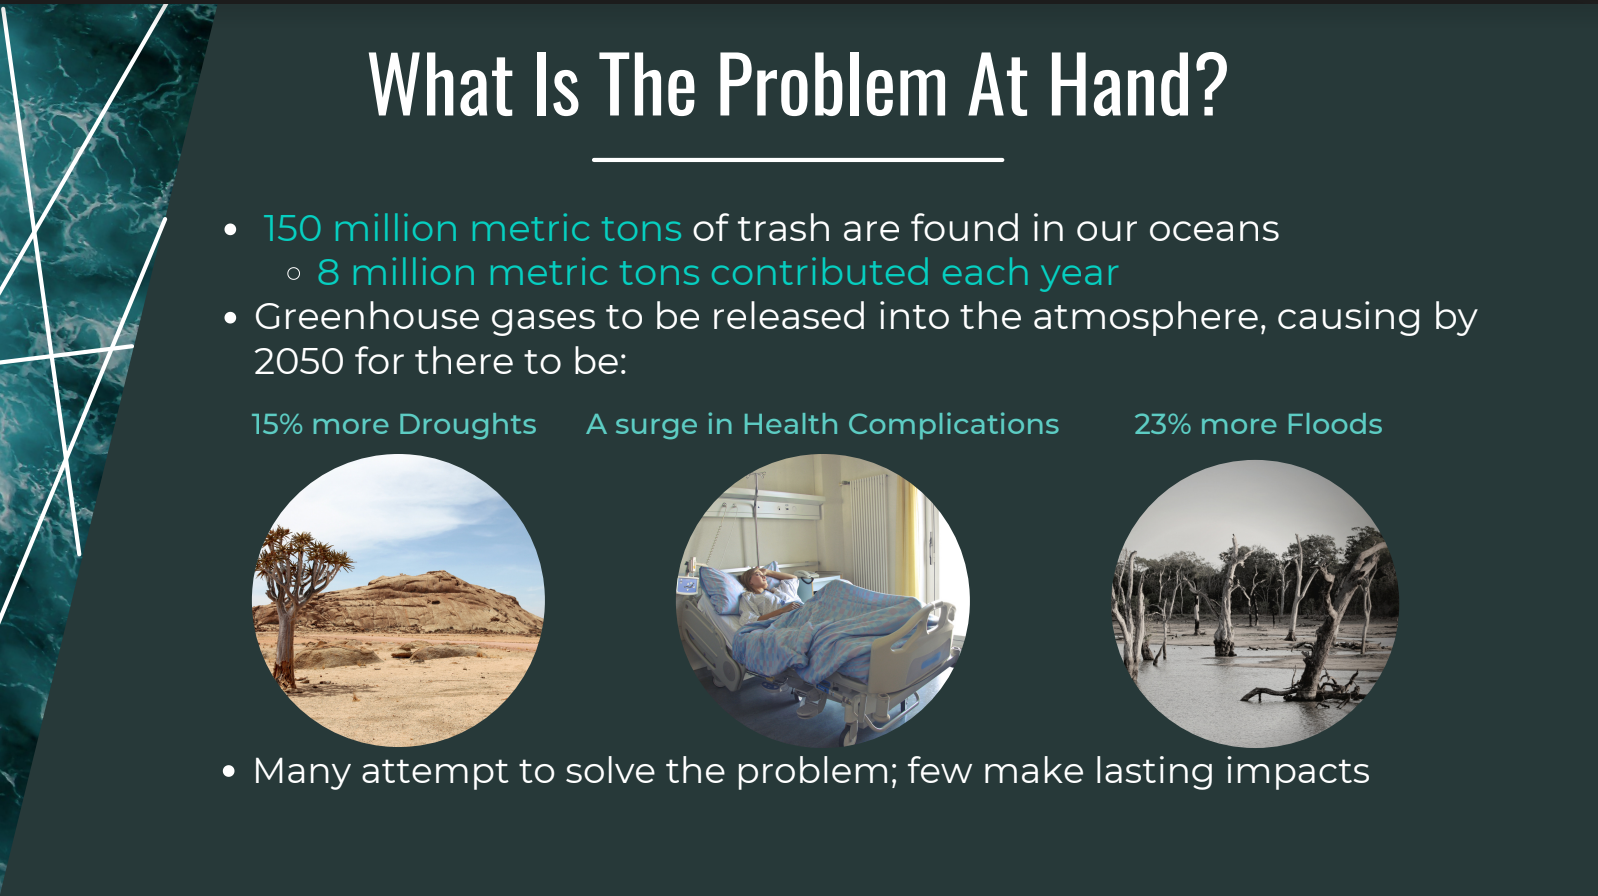 What Is The Problem At Hand?
• 150 million metric tons of trash are found in our oceans
◦ 8 million metric tons contributed each year
• Greenhouse gases to be released into the atmosphere, causing by
2050 for there to be:
15% more Droughts
A surge in Health Complications
23% more Floods
• Many attempt to solve the problem; few make lasting impacts